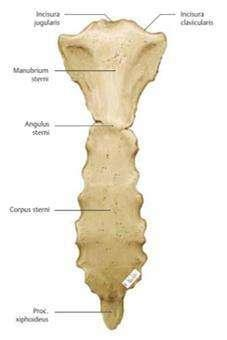 Incisura
jugularis
Incisura
clavicularis
Manubrium
sterni
Angulus
sterni
Corpus sterni
Proc.
xiphoideus